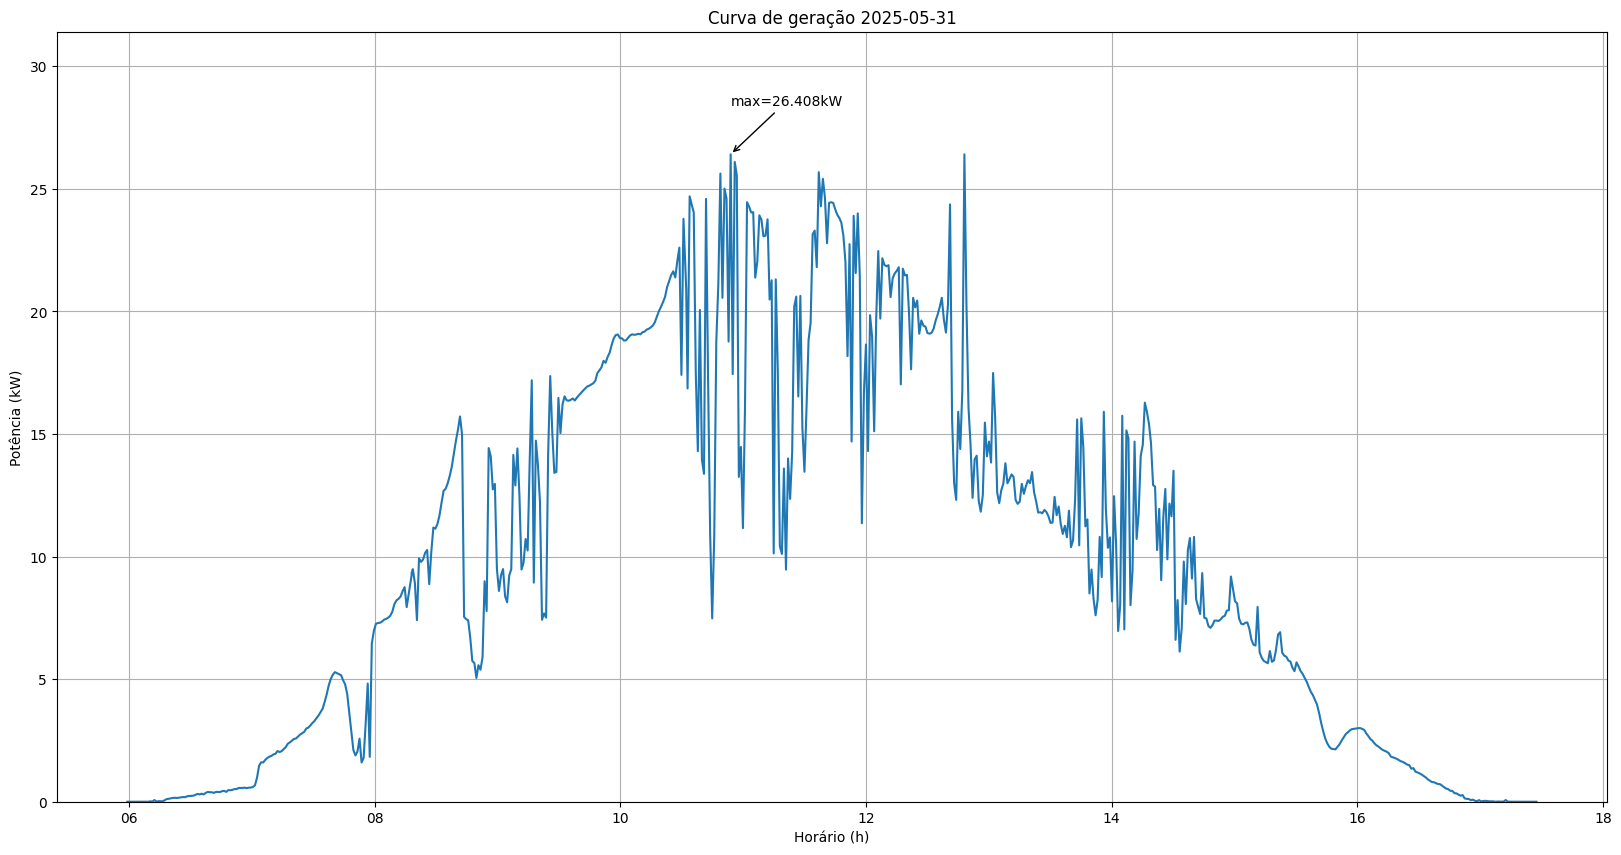 Curva de geração 2025-05-31
30
max=26.408kW
25
20
15
Potência (kW)
10
5
0
06 08 10 12 14 16 18
Horário (h)